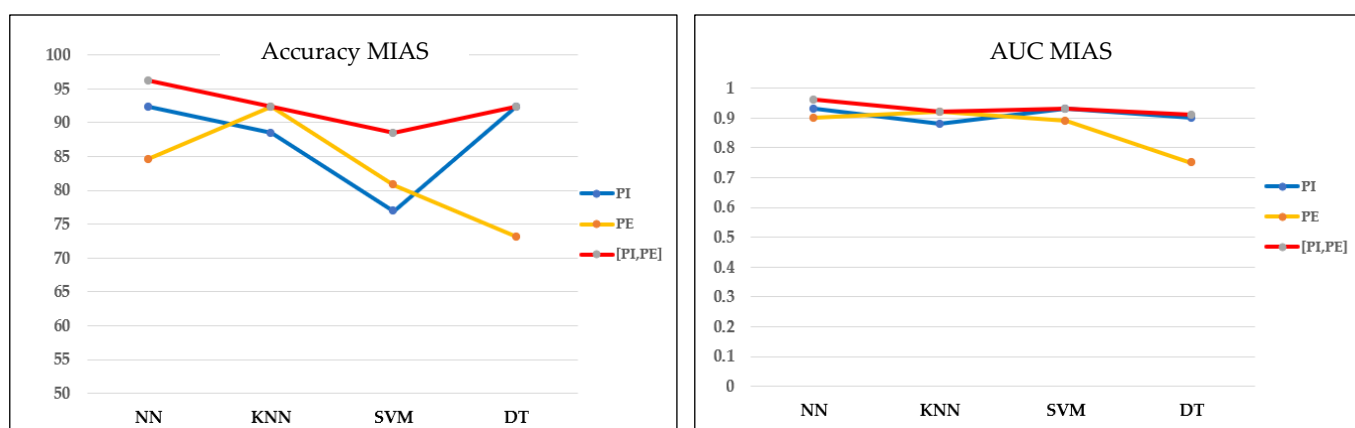 Accuracy MIAS
100
95
90
85
80
75
70
65
60
55
50
NN KNN SVM DT
PI
PE
[PI,PE]
AUC MIAS
1
0.9
0.8
0.7
0.6
0.5
0.4
0.3
0.2
0.1
0
NN KNN SVM DT
PI
PE
[PI,PE]